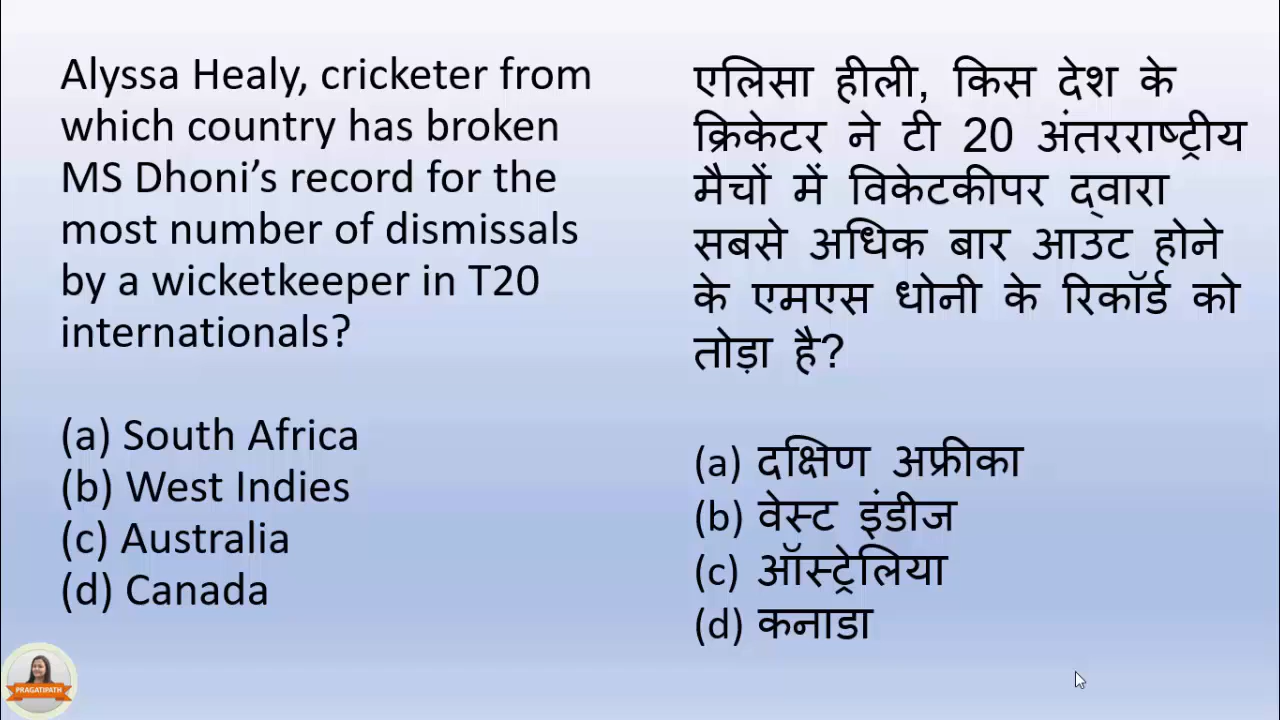 Alyssa Healy, cricketer from
which country has broken
MS Dhoni’s record for the
most number of dismissals
by a wicketkeeper in T20
internationals?
(a) South Africa
(b) West Indies
(c) Australia
(d) Canada
एलिसा हीली, किस देश के
क्रिकेटर ने टी 20 अंतरराष्ट्रीय
मैचों में विकेटकीपर द्वारा
सबसे अधिक बार आउट होने
के एमएस धोनी के रिकॉर्ड को
तोड़ा है?
(a) दक्षिण अफ्रीका
(b) वेस्ट इंडीज
(c) ऑस्ट्रेलिया
(d) कनाडा
PRAGATIPATH